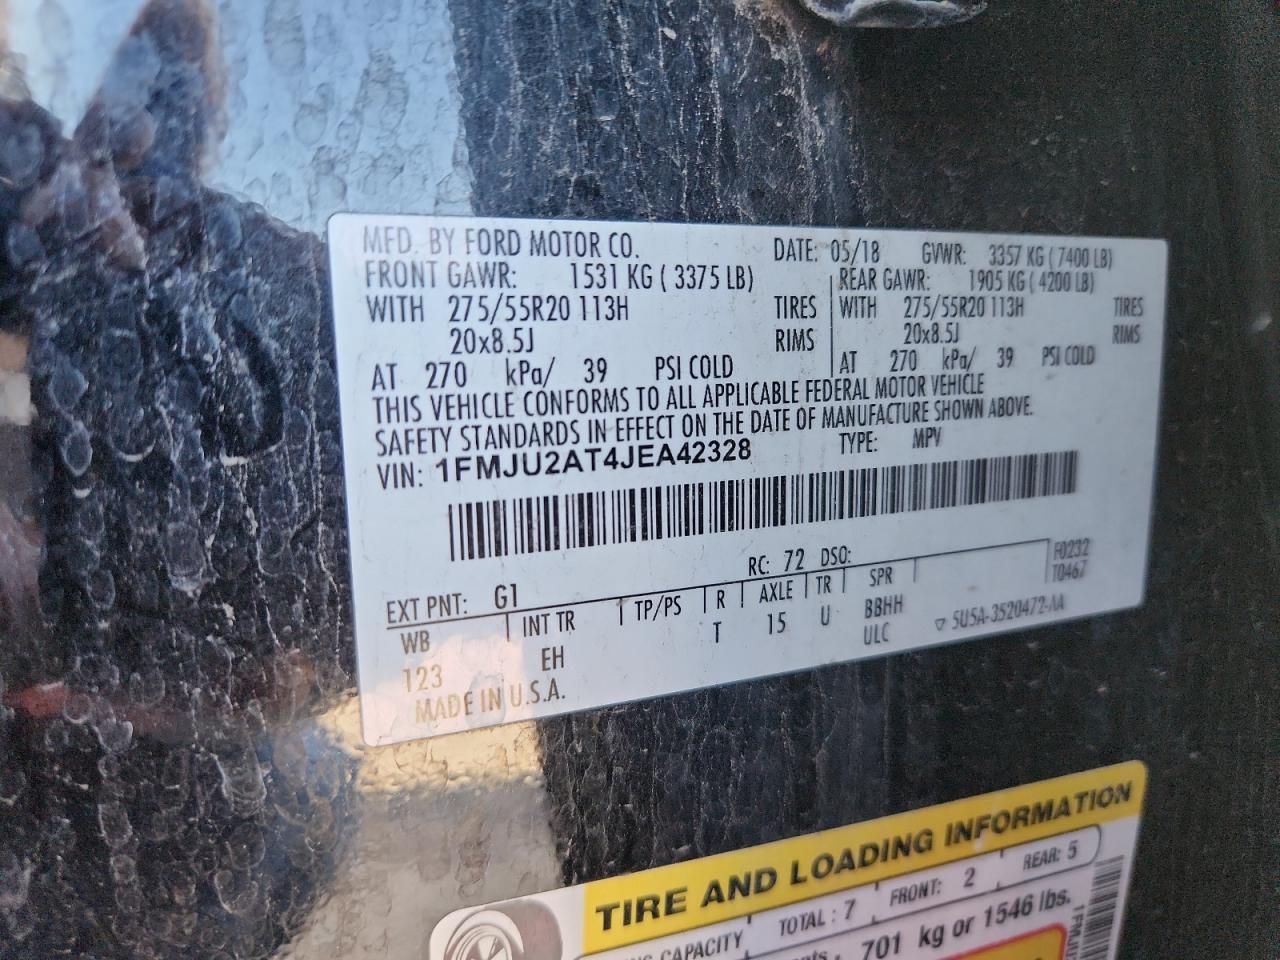 MFD. BY FORD MOTOR CO. DATE: 05/18 GVWR: 3357 KG ( 7400 LB)
FRONT GAWR: 1531 KG ( 3375 LB) REAR GAWR: 1905 KG ( 4200 LB)
WITH 275/55R20 113H TIRES WITH 275/55R20 113H TIRES
20x8.5J RIMS 20x8.5J RIMS
AT 270 kPa/ 39 PSI COLD AT 270 kPa/ 39 PSI COLD
THIS VEHICLE CONFORMS TO ALL APPLICABLE FEDERAL MOTOR VEHICLE
SAFETY STANDARDS IN EFFECT ON THE DATE OF MANUFACTURE SHOWN ABOVE.
VIN: 1FMJU2AT4JEA42328 TYPE: MPV
EXT PNT: G1 RC: 72 DSO: F0232
WB INT TR TP/PS R AXLE TR SPR T0467
123 EH T 15 U BBHH
ULC 5U5A-3520472-AA
MADE IN U.S.A.
TIRE AND LOADING INFORMATION
CAPACITY TOTAL : 7 FRONT: 2 REAR: 5
701 kg or 1546 lbs.